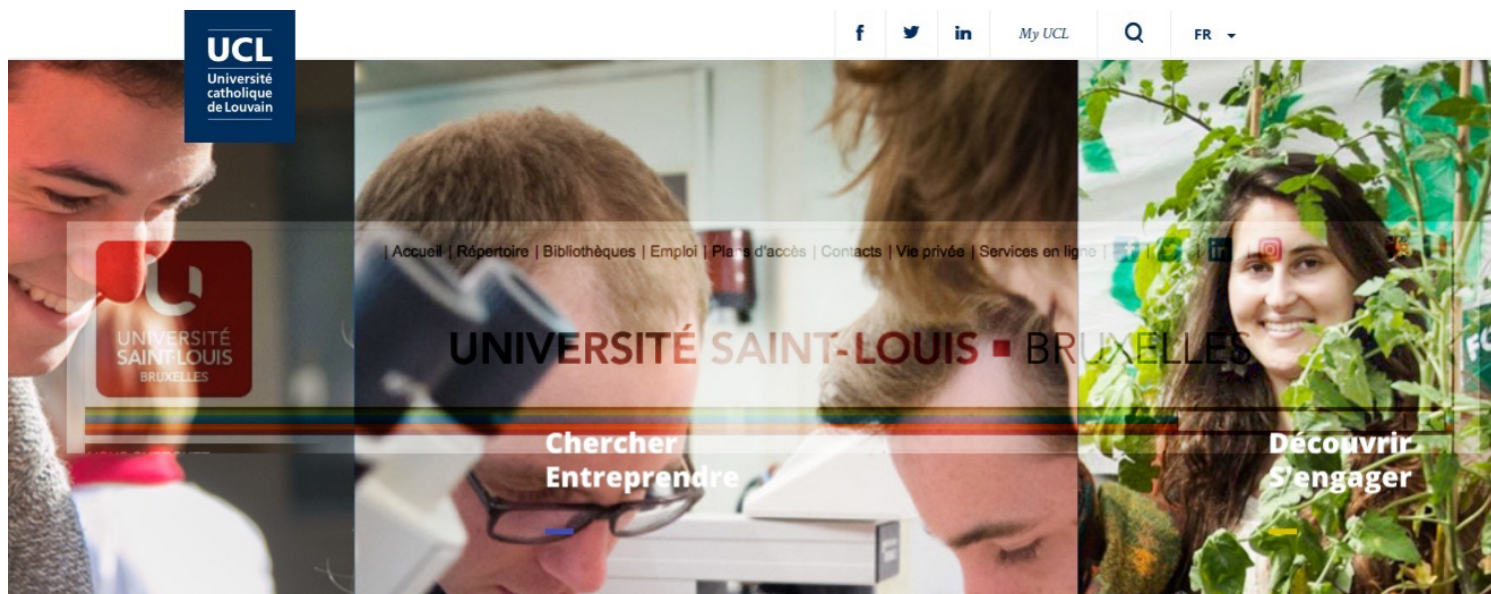 UCL
Université
catholique
de Louvain
My UCL
FR
| Accueil | Répertoire | Bibliothèques | Emploi | Plans d'accès | Contacts | Vie privée | Services en ligne |
UNIVERSITÉ
SAINT-LOUIS
BRUXELLES
UNIVERSITÉ SAINT-LOUIS ▪ BRUXELLES
Chercher
Entreprendre
Découvrir
S'engager